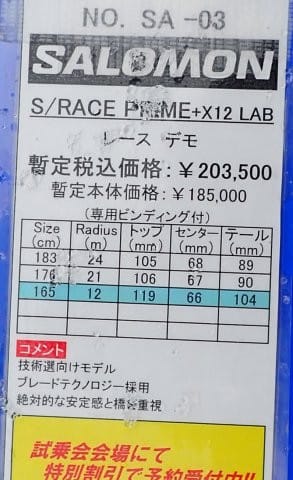 NO. SA-03
SALOMON
S/RACE PRIME+X12 LAB
レース デモ
暫定税込価格:¥203,500
暫定本体価格:¥185,000
(専用ビンディング付)
Size (cm) Radius (m) トップ (mm) センター (mm) テール (mm)
183 24 105 68 89
176 21 106 67 90
165 12 119 66 104
コメント
技術選向けモデル
ブレードテクノロジー採用
絶対的な安定感と橋 重視
試乗会会場にて
特別割引で予約受付中!!